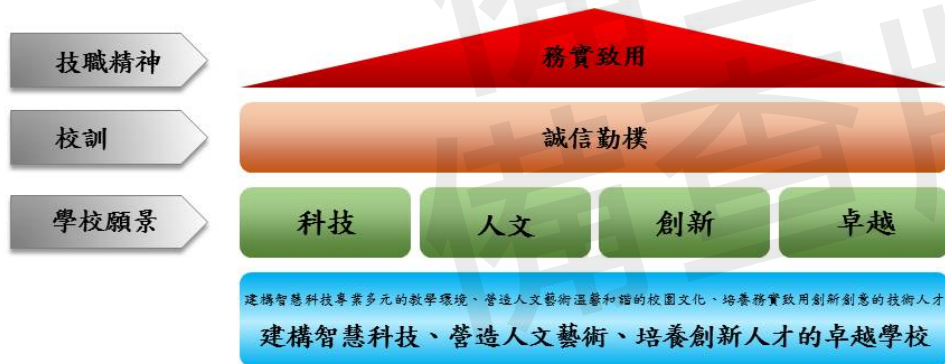 技職精神
務實致用
校訓
誠信勤樸
學校願景
科技
人文
創新
卓越
建構智慧科技專業多元的教學環境、營造人文藝術溫馨和諧的校園文化、培養務實致用創新創意的技術人才
建構智慧科技、營造人文藝術、培養創新人才的卓越學校
備查